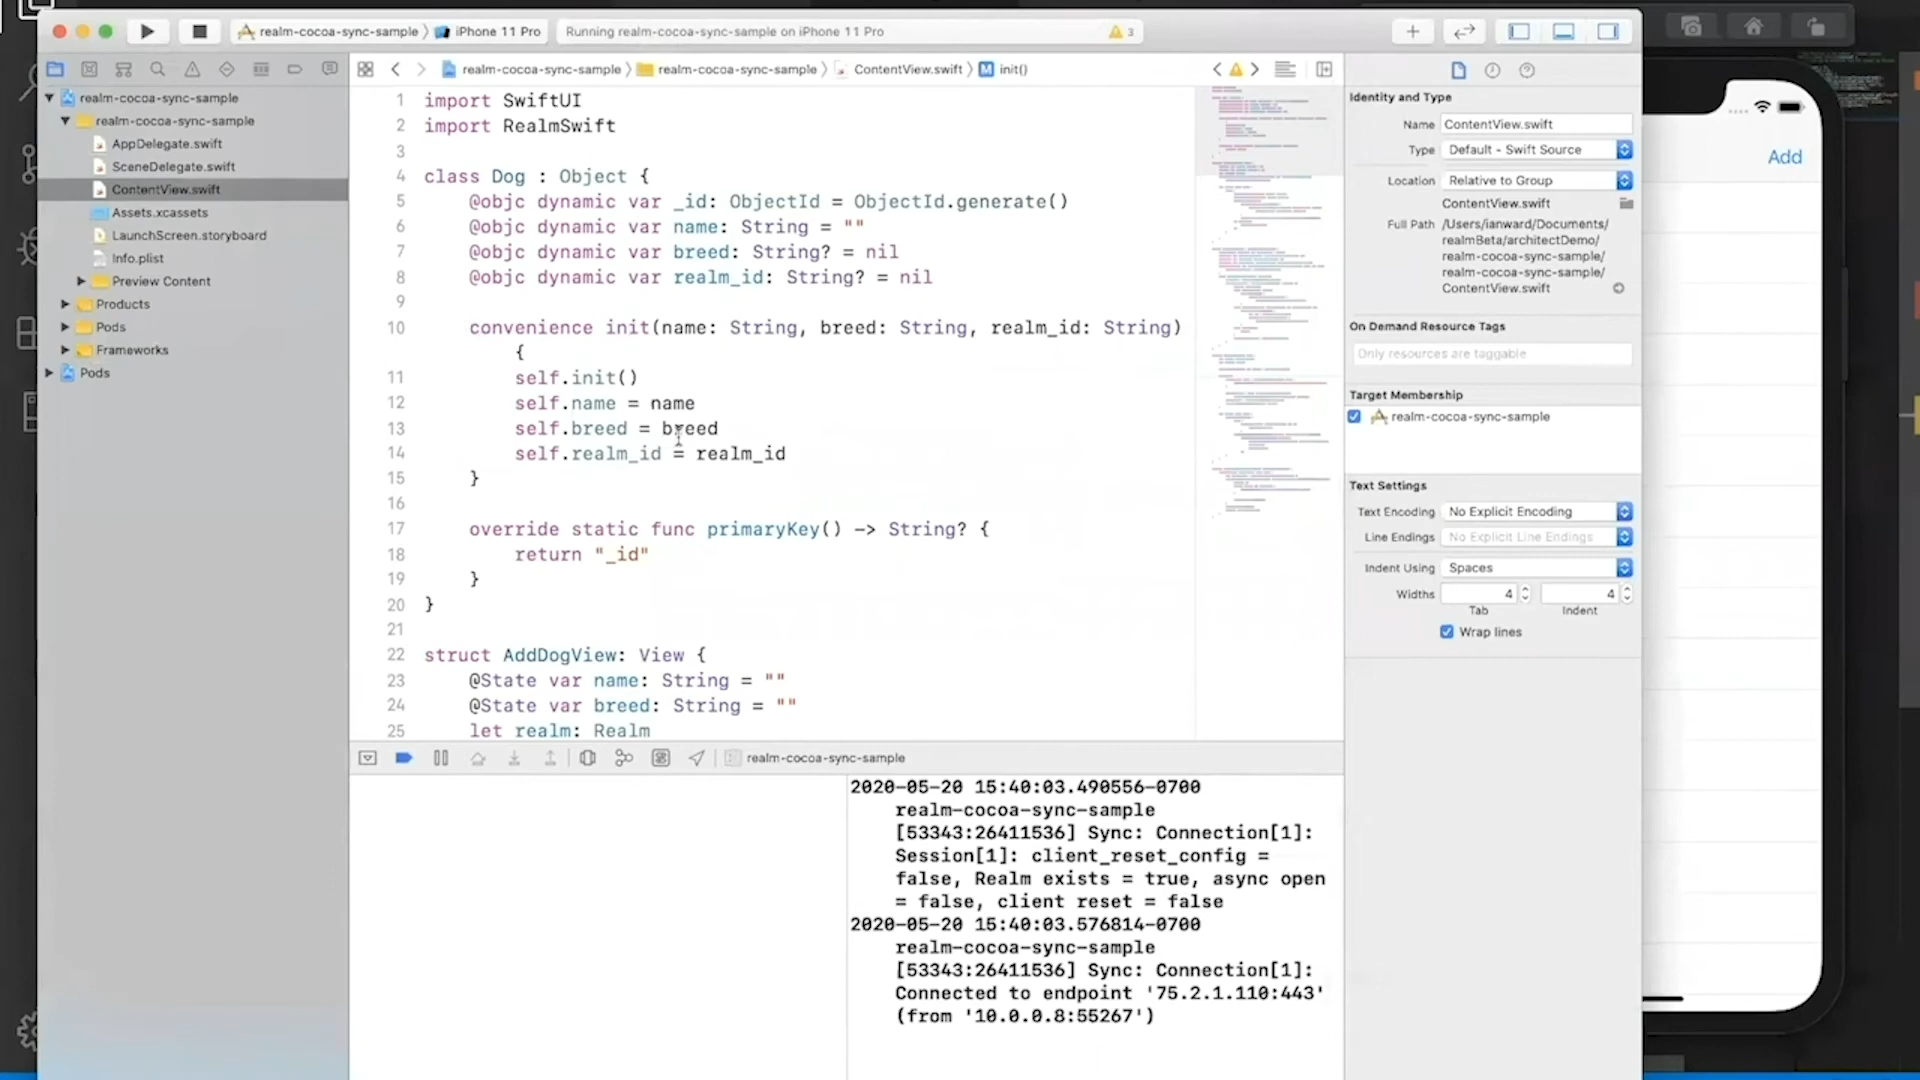 realm-cocoa-sync-sample 〉 iPhone 11 Pro
Running realm-cocoa-sync-sample on iPhone 11 Pro
3
realm-cocoa-sync-sample
realm-cocoa-sync-sample
AppDelegate.swift
SceneDelegate.swift
ContentView.swift
Assets.xcassets
LaunchScreen.storyboard
Info.plist
Preview Content
Products
Pods
Frameworks
Pods
realm-cocoa-sync-sample 〉 realm-cocoa-sync-sample 〉 ContentView.swift 〉 M init()
1 import SwiftUI
2 import RealmSwift
3
4 class Dog : Object {
5 @objc dynamic var _id: ObjectId = ObjectId.generate()
6 @objc dynamic var name: String = ""
7 @objc dynamic var breed: String? = nil
8 @objc dynamic var realm_id: String? = nil
9
10 convenience init(name: String, breed: String, realm_id: String)
{
11 self.init()
12 self.name = name
13 self.breed = breed
14 self.realm_id = realm_id
15 }
16
17 override static func primaryKey() -> String? {
18 return "_id"
19 }
20 }
21
22 struct AddDogView: View {
23 @State var name: String = ""
24 @State var breed: String = ""
25 let realm: Realm
realm-cocoa-sync-sample
2020-05-20 15:40:03.490556-0700
realm-cocoa-sync-sample
[53343:26411536] Sync: Connection[1]:
Session[1]: client_reset_config =
false, Realm exists = true, async open
= false, client reset = false
2020-05-20 15:40:03.576814-0700
realm-cocoa-sync-sample
[53343:26411536] Sync: Connection[1]:
Connected to endpoint '75.2.1.110:443'
(from '10.0.0.8:55267')
Identity and Type
Name ContentView.swift
Type Default - Swift Source
Location Relative to Group
ContentView.swift
Full Path /Users/ianward/Documents/
realmBeta/architectDemo/
realm-cocoa-sync-sample/
realm-cocoa-sync-sample/
ContentView.swift
On Demand Resource Tags
Only resources are taggable
Target Membership
realm-cocoa-sync-sample
Text Settings
Text Encoding No Explicit Encoding
Line Endings No Explicit Line Endings
Indent Using Spaces
Widths 4 4
Tab Indent
Wrap lines
Add